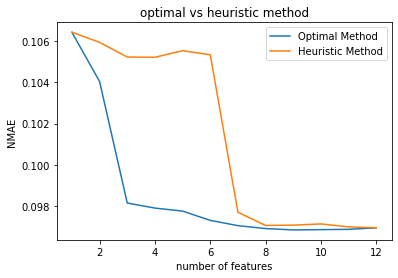 optimal vs heuristic method
Optimal Method
Heuristic Method
0.106
0.104
0.102
0.100
0.098
NMAE
2 4 6 8 10 12
number of features